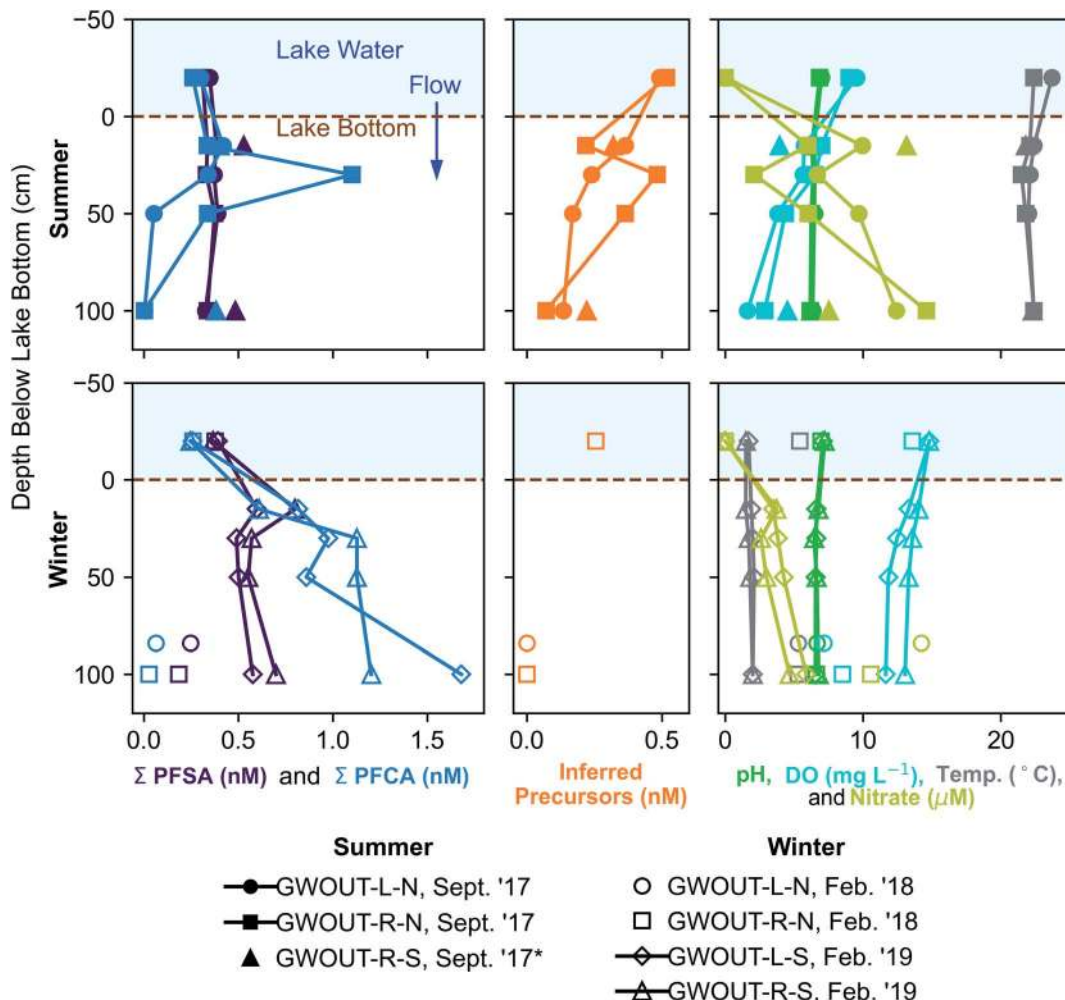 −50
0
50
100
Summer
Lake Water
Flow
Lake Bottom
−50
0
50
100
Winter
Depth Below Lake Bottom (cm)
0.0 0.5 1.0 1.5
0.0 0.5
0 10 20
Σ PFSA (nM) and Σ PFCA (nM)
Inferred
Precursors (nM)
pH, DO (mg L⁻¹), Temp. (°C),
and Nitrate (μM)
Summer
GWOUT-L-N, Sept. '17
GWOUT-R-N, Sept. '17
GWOUT-R-S, Sept. '17*
Winter
GWOUT-L-N, Feb. '18
GWOUT-R-N, Feb. '18
GWOUT-L-S, Feb. '19
GWOUT-R-S, Feb. '19